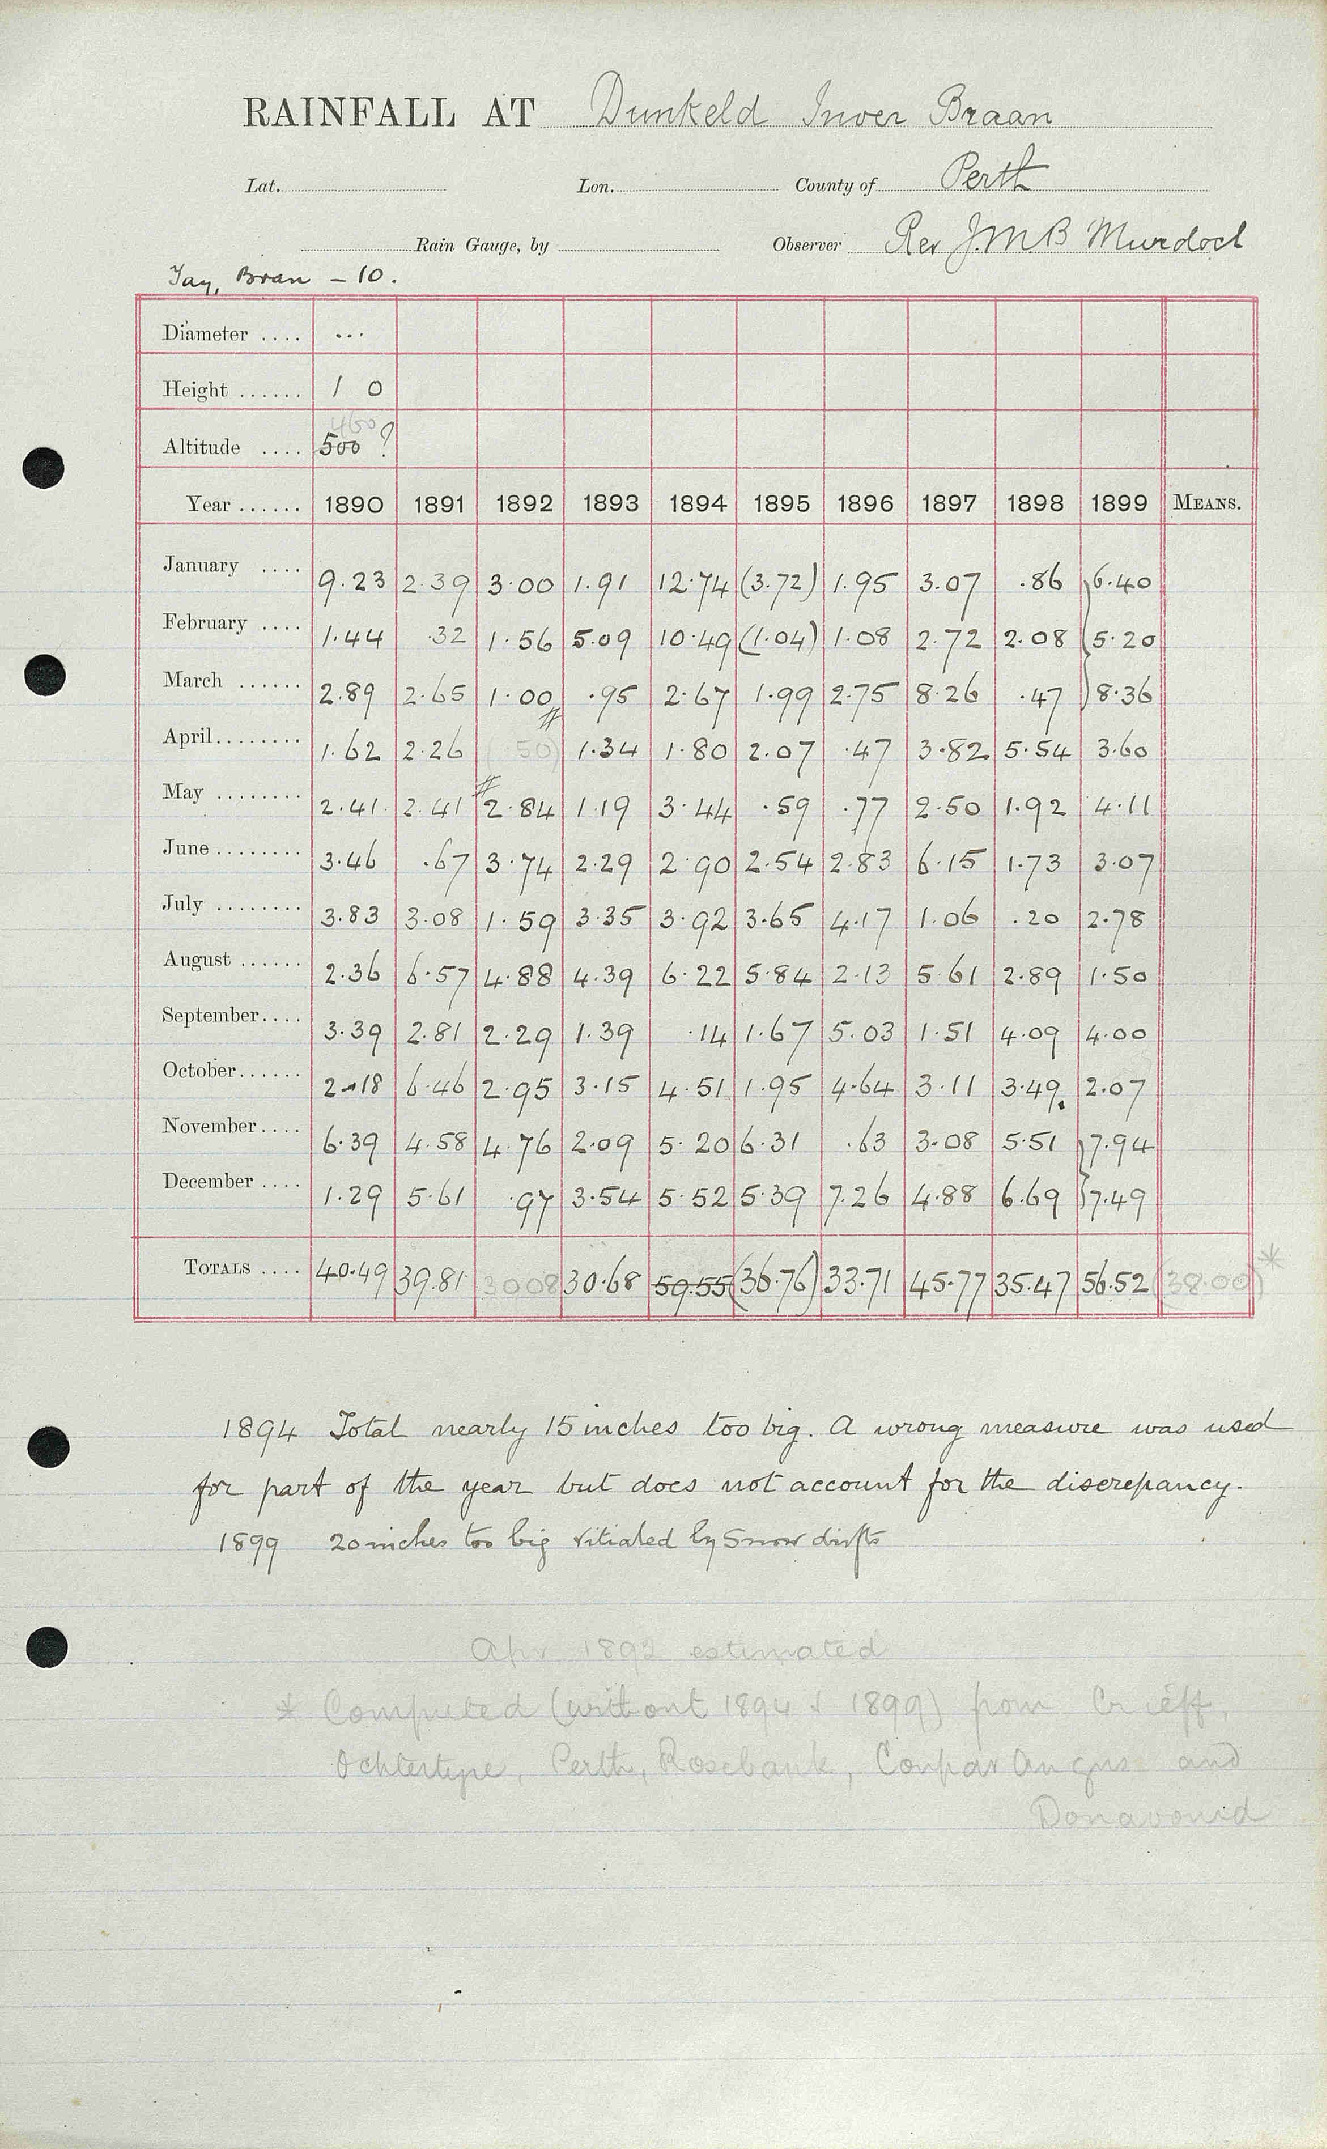 RAINFALL AT Dunkeld Inver Braan
Lat. Lon. County of Perth
Rain Gauge, by Observer Rev J.M.B Murdoch
Tay, Bran - 10.
Diameter .... ...
Height ...... 1 0
460
Altitude .... 500 ?
Year ...... 1890 1891 1892 1893 1894 1895 1896 1897 1898 1899 MEANS.
January .... 9.23 2.39 3.00 1.91 12.74 (3.72) 1.95 3.07 .86 6.40
February .... 1.44 .32 1.56 5.09 10.49 (1.04) 1.08 2.72 2.08 5.20
March ...... 2.89 2.65 1.00 .95 2.67 1.99 2.75 8.26 .47 8.36
April........ 1.62 2.26 (.50) 1.34 1.80 2.07 .47 3.82 5.54 3.60
May ........ 2.41 2.41 2.84 1.19 3.44 .59 .77 2.50 1.92 4.11
June ........ 3.46 .67 3.74 2.29 2.90 2.54 2.83 6.15 1.73 3.07
July ........ 3.83 3.08 1.59 3.35 3.92 3.65 4.17 1.06 .20 2.78
August ...... 2.36 6.57 4.88 4.39 6.22 5.84 2.13 5.61 2.89 1.50
September.... 3.39 2.81 2.29 1.39 .14 1.67 5.03 1.51 4.09 4.00
October...... 2.18 6.46 2.95 3.15 4.51 1.95 4.64 3.11 3.49 2.07
November.... 6.39 4.58 4.76 2.09 5.20 6.31 .63 3.08 5.51 7.94
December .... 1.29 5.61 .97 3.54 5.52 5.39 7.26 4.88 6.69 7.49
TOTALS .... 40.49 39.81 30.08 30.68 59.55 (36.76) 33.71 45.77 35.47 56.52 (38.00)*
1894 Total nearly 15 inches too big. A wrong measure was used
for part of the year but does not account for the discrepancy.
1899 20 inches too big vitiated by Snow drifts
Apr 1892 estimated
* Computed (without 1894 & 1899) from Crieff,
Ochtertyre, Perth, Rosebank, Coupar Angus and
Donavourd